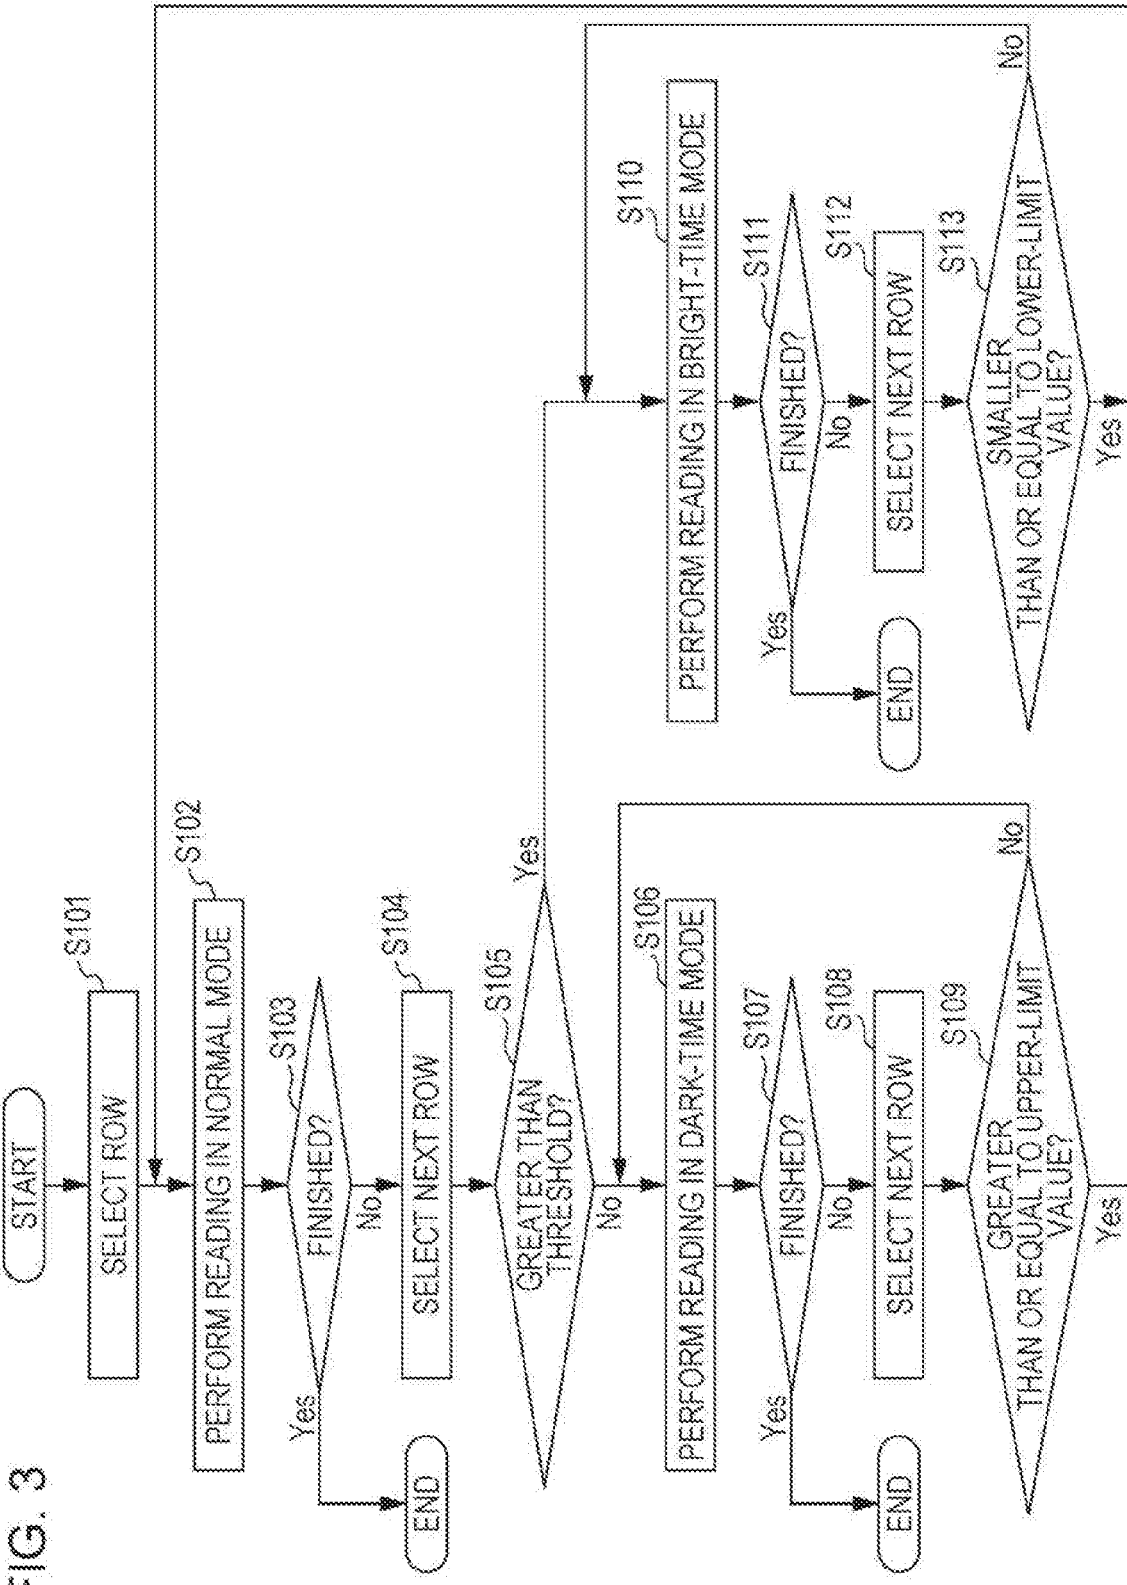 FIG. 3
START
SELECT ROW
S101
PERFORM READING IN NORMAL MODE
S102
FINISHED?
S103
Yes
No
END
SELECT NEXT ROW
S104
GREATER THAN
THRESHOLD?
S105
Yes
No
PERFORM READING IN DARK-TIME MODE
S106
FINISHED?
S107
Yes
No
END
SELECT NEXT ROW
S108
GREATER
THAN OR EQUAL TO UPPER-LIMIT
VALUE?
S109
No
Yes
PERFORM READING IN BRIGHT-TIME MODE
S110
FINISHED?
S111
Yes
No
END
SELECT NEXT ROW
S112
SMALLER
THAN OR EQUAL TO LOWER-LIMIT
VALUE?
S113
No
Yes